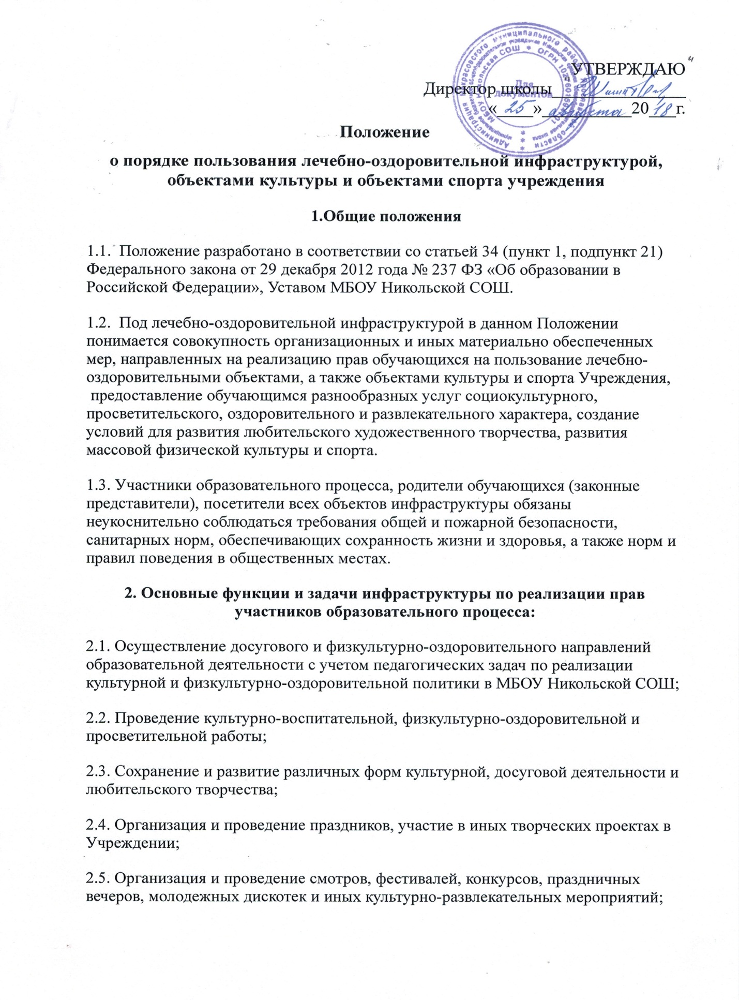 "УТВЕРЖДАЮ"
Директор школы
« 25 » августа 20 18 г.
Для
документов
Положение
о порядке пользования лечебно-оздоровительной инфраструктурой,
объектами культуры и объектами спорта учреждения
1.Общие положения
1.1. Положение разработано в соответствии со статьей 34 (пункт 1, подпункт 21)
Федерального закона от 29 декабря 2012 года № 237 ФЗ «Об образовании в
Российской Федерации», Уставом МБОУ Никольской СОШ.
1.2. Под лечебно-оздоровительной инфраструктурой в данном Положении
понимается совокупность организационных и иных материально обеспеченных
мер, направленных на реализацию прав обучающихся на пользование лечебно-
оздоровительными объектами, а также объектами культуры и спорта Учреждения,
предоставление обучающимся разнообразных услуг социокультурного,
просветительского, оздоровительного и развлекательного характера, создание
условий для развития любительского художественного творчества, развития
массовой физической культуры и спорта.
1.3. Участники образовательного процесса, родители обучающихся (законные
представители), посетители всех объектов инфраструктуры обязаны
неукоснительно соблюдаться требования общей и пожарной безопасности,
санитарных норм, обеспечивающих сохранность жизни и здоровья, а также норм и
правил поведения в общественных местах.
2. Основные функции и задачи инфраструктуры по реализации прав
участников образовательного процесса:
2.1. Осуществление досугового и физкультурно-оздоровительного направлений
образовательной деятельности с учетом педагогических задач по реализации
культурной и физкультурно-оздоровительной политики в МБОУ Никольской СОШ;
2.2. Проведение культурно-воспитательной, физкультурно-оздоровительной и
просветительной работы;
2.3. Сохранение и развитие различных форм культурной, досуговой деятельности и
любительского творчества;
2.4. Организация и проведение праздников, участие в иных творческих проектах в
Учреждении;
2.5. Организация и проведение смотров, фестивалей, конкурсов, праздничных
вечеров, молодежных дискотек и иных культурно-развлекательных мероприятий;